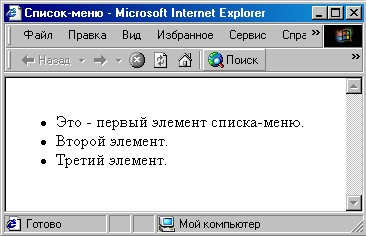 Список-меню - Microsoft Internet Explorer
Файл Правка Вид Избранное Сервис Спра »
Назад » Поиск »
Это - первый элемент списка-меню.
Второй элемент.
Третий элемент.
Готово Мой компьютер